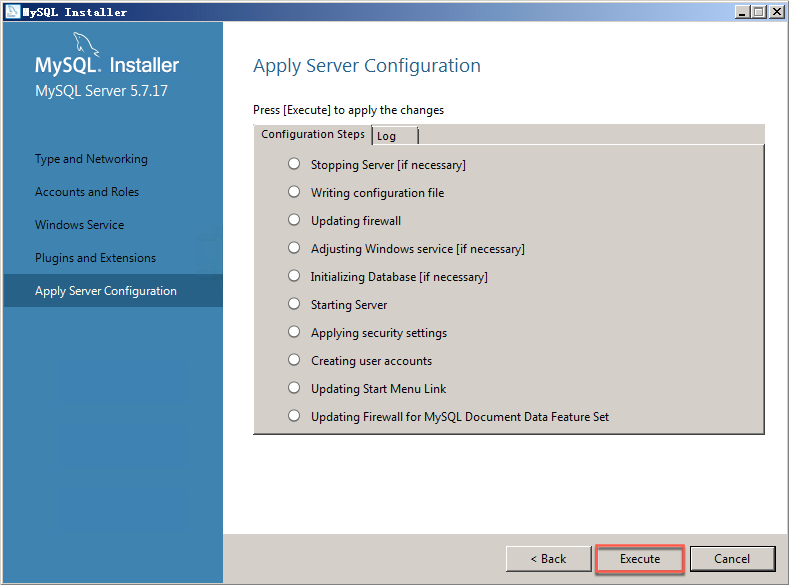 MySQL Installer
MySQL. Installer
MySQL Server 5.7.17
Type and Networking
Accounts and Roles
Windows Service
Plugins and Extensions
Apply Server Configuration
Apply Server Configuration
Press [Execute] to apply the changes
Configuration Steps Log
Stopping Server [if necessary]
Writing configuration file
Updating firewall
Adjusting Windows service [if necessary]
Initializing Database [if necessary]
Starting Server
Applying security settings
Creating user accounts
Updating Start Menu Link
Updating Firewall for MySQL Document Data Feature Set
< Back Execute Cancel